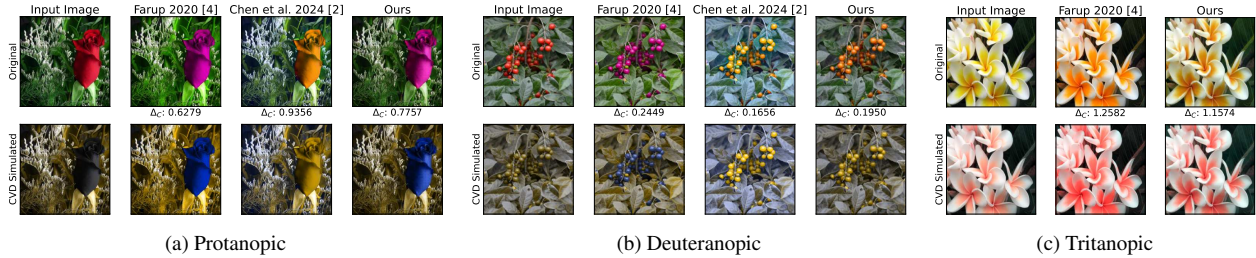 Input Image Farup 2020 [4] Chen et al. 2024 [2] Ours
Original
Δ_C: 0.6279 Δ_C: 0.9356 Δ_C: 0.7757
CVD Simulated
(a) Protanopic
Input Image Farup 2020 [4] Chen et al. 2024 [2] Ours
Original
Δ_C: 0.2449 Δ_C: 0.1656 Δ_C: 0.1950
CVD Simulated
(b) Deuteranopic
Input Image Farup 2020 [4] Ours
Original
Δ_C: 1.2582 Δ_C: 1.1574
CVD Simulated
(c) Tritanopic